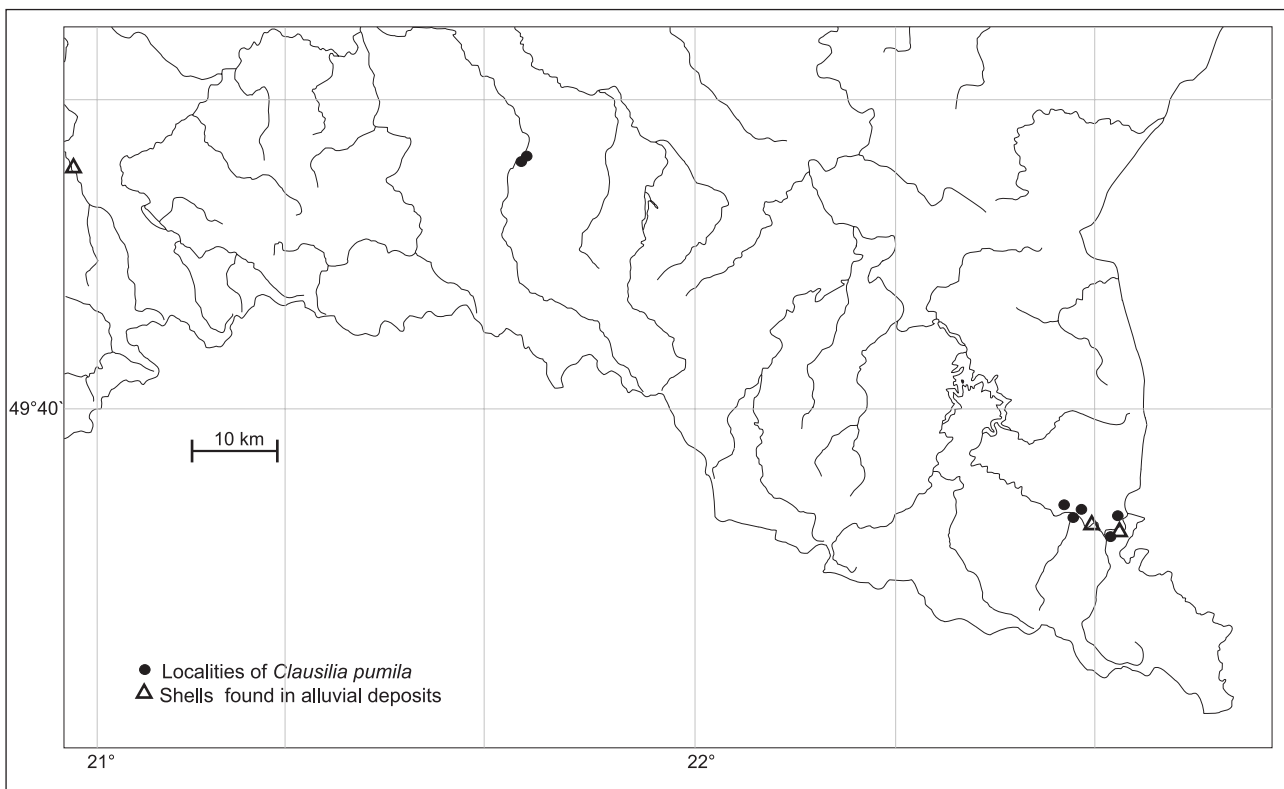 49°40`
10 km
Localities of Clausilia pumila
Shells found in alluvial deposits
21°
22°